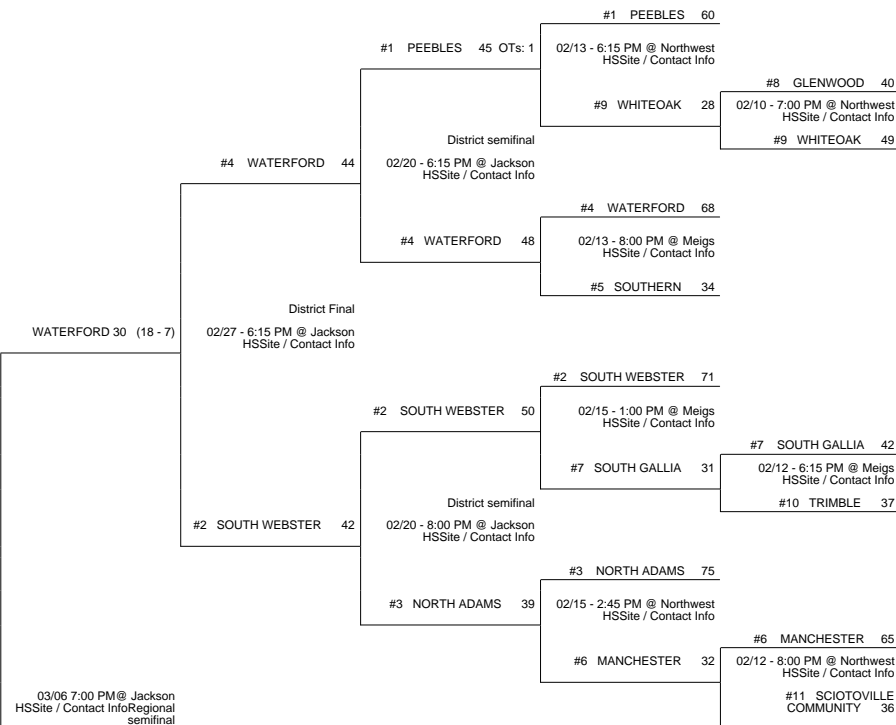 #1 PEEBLES 60
#1 PEEBLES 45 OTs: 1
02/13 - 6:15 PM @ Northwest
HSSite / Contact Info
#8 GLENWOOD 40
#9 WHITEOAK 28
02/10 - 7:00 PM @ Northwest
HSSite / Contact Info
#9 WHITEOAK 49
District semifinal
#4 WATERFORD 44
02/20 - 6:15 PM @ Jackson
HSSite / Contact Info
#4 WATERFORD 68
#4 WATERFORD 48
02/13 - 8:00 PM @ Meigs
HSSite / Contact Info
#5 SOUTHERN 34
District Final
WATERFORD 30 (18 - 7)
02/27 - 6:15 PM @ Jackson
HSSite / Contact Info
#2 SOUTH WEBSTER 71
#2 SOUTH WEBSTER 50
02/15 - 1:00 PM @ Meigs
HSSite / Contact Info
#7 SOUTH GALLIA 42
#7 SOUTH GALLIA 31
02/12 - 6:15 PM @ Meigs
HSSite / Contact Info
#10 TRIMBLE 37
District semifinal
#2 SOUTH WEBSTER 42
02/20 - 8:00 PM @ Jackson
HSSite / Contact Info
#3 NORTH ADAMS 75
#3 NORTH ADAMS 39
02/15 - 2:45 PM @ Northwest
HSSite / Contact Info
#6 MANCHESTER 65
#6 MANCHESTER 32
02/12 - 8:00 PM @ Northwest
HSSite / Contact Info
#11 SCIOTOVILLE
COMMUNITY 36
03/06 7:00 PM@ Jackson
HSSite / Contact InfoRegional
semifinal